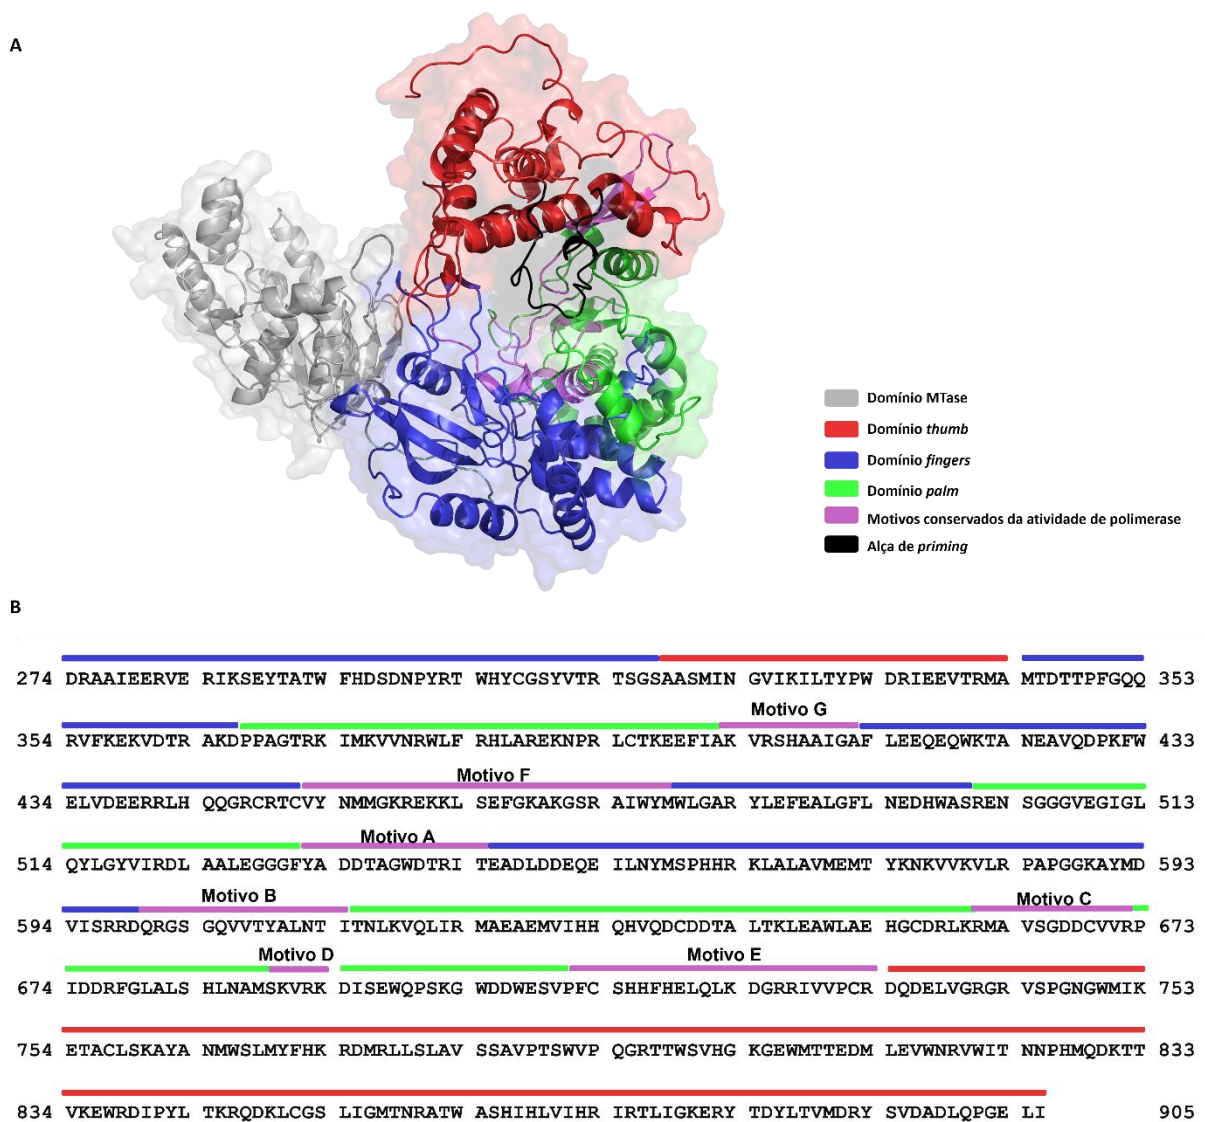 A
Domínio MTase
Domínio thumb
Domínio fingers
Domínio palm
Motivos conservados da atividade de polimerase
Alça de priming
B
274 DRAAIEERVE RIKSEYTATW FHDSDNPYRT WHYCGSYVTR TSGSAASMIN GVIKILTYPW DRIEEVTRMA MTDTTPFGQQ 353
Motivo G
354 RVFKEKVDTR AKDPPAGTRK IMKVVNRWLF RHLAREKNPR LCTKEEFIAK VRSHAAIGAF LEEQEQWKTA NEAVQDPKFW 433
Motivo F
434 ELVDEERRLH QQGRCRTCVY NMMGKREKKL SEFGKAKGSR AIWYMWLGAR YLEFEALGFL NEDHWASREN SGGGVEGIGL 513
Motivo A
514 QYLGYVIRDL AALEGGGFYA DDTAGWDTRI TEADLDDEQE ILNYMSPHHR KLALAVMEMT YKNKVVKVLR PAPGGKAYMD 593
Motivo B Motivo C
594 VISRRDQRGS GQVVTYALNT ITNLKVQLIR MAEAEMVIHH QHVQDCDDTA LTKLEAWLAE HGCDRLKRMA VSGDDCVVRP 673
Motivo D Motivo E
674 IDDRFGLALS HLNAMSKVRK DISEWQPSKG WDDWESVPFC SHHFHELQLK DGRRIVVPCR DQDELVGRGR VSPGNGWMIK 753
754 ETACLSKAYA NMWSLMYFHK RDMRLLSLAV SSAVPTSWVP QGRTTWSVHG KGEWMTTEDM LEVWNRVWIT NNPHMQDKTT 833
834 VKEWRDIPYL TKRQDKLCGS LIGMTNRATW ASHIHLVIHR IRTLIGKERY TDYLTVMDRY SVDADLQPGE LI 905